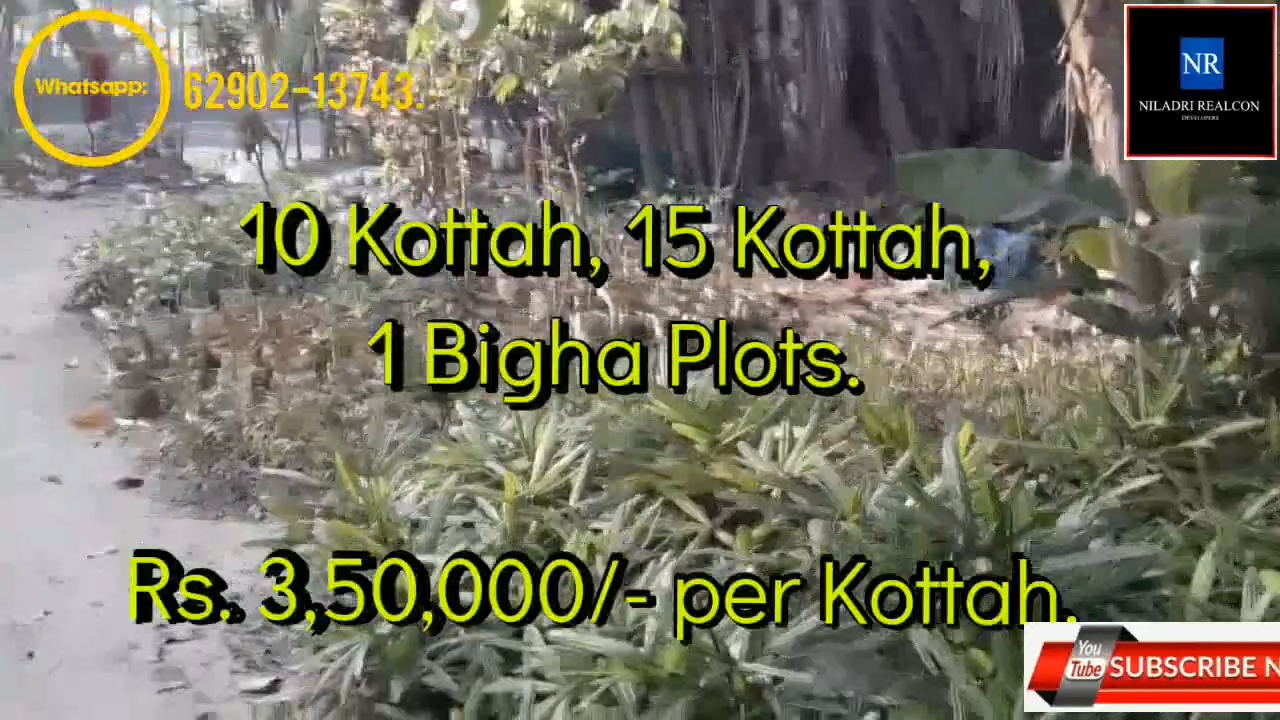 Whatsapp: 62902-13743.
NR
NILADRI REALCON
DEVELOPERS
10 Kottah, 15 Kottah,
1 Bigha Plots.
Rs. 3,50,000/- per Kottah.
You
Tube SUBSCRIBE N